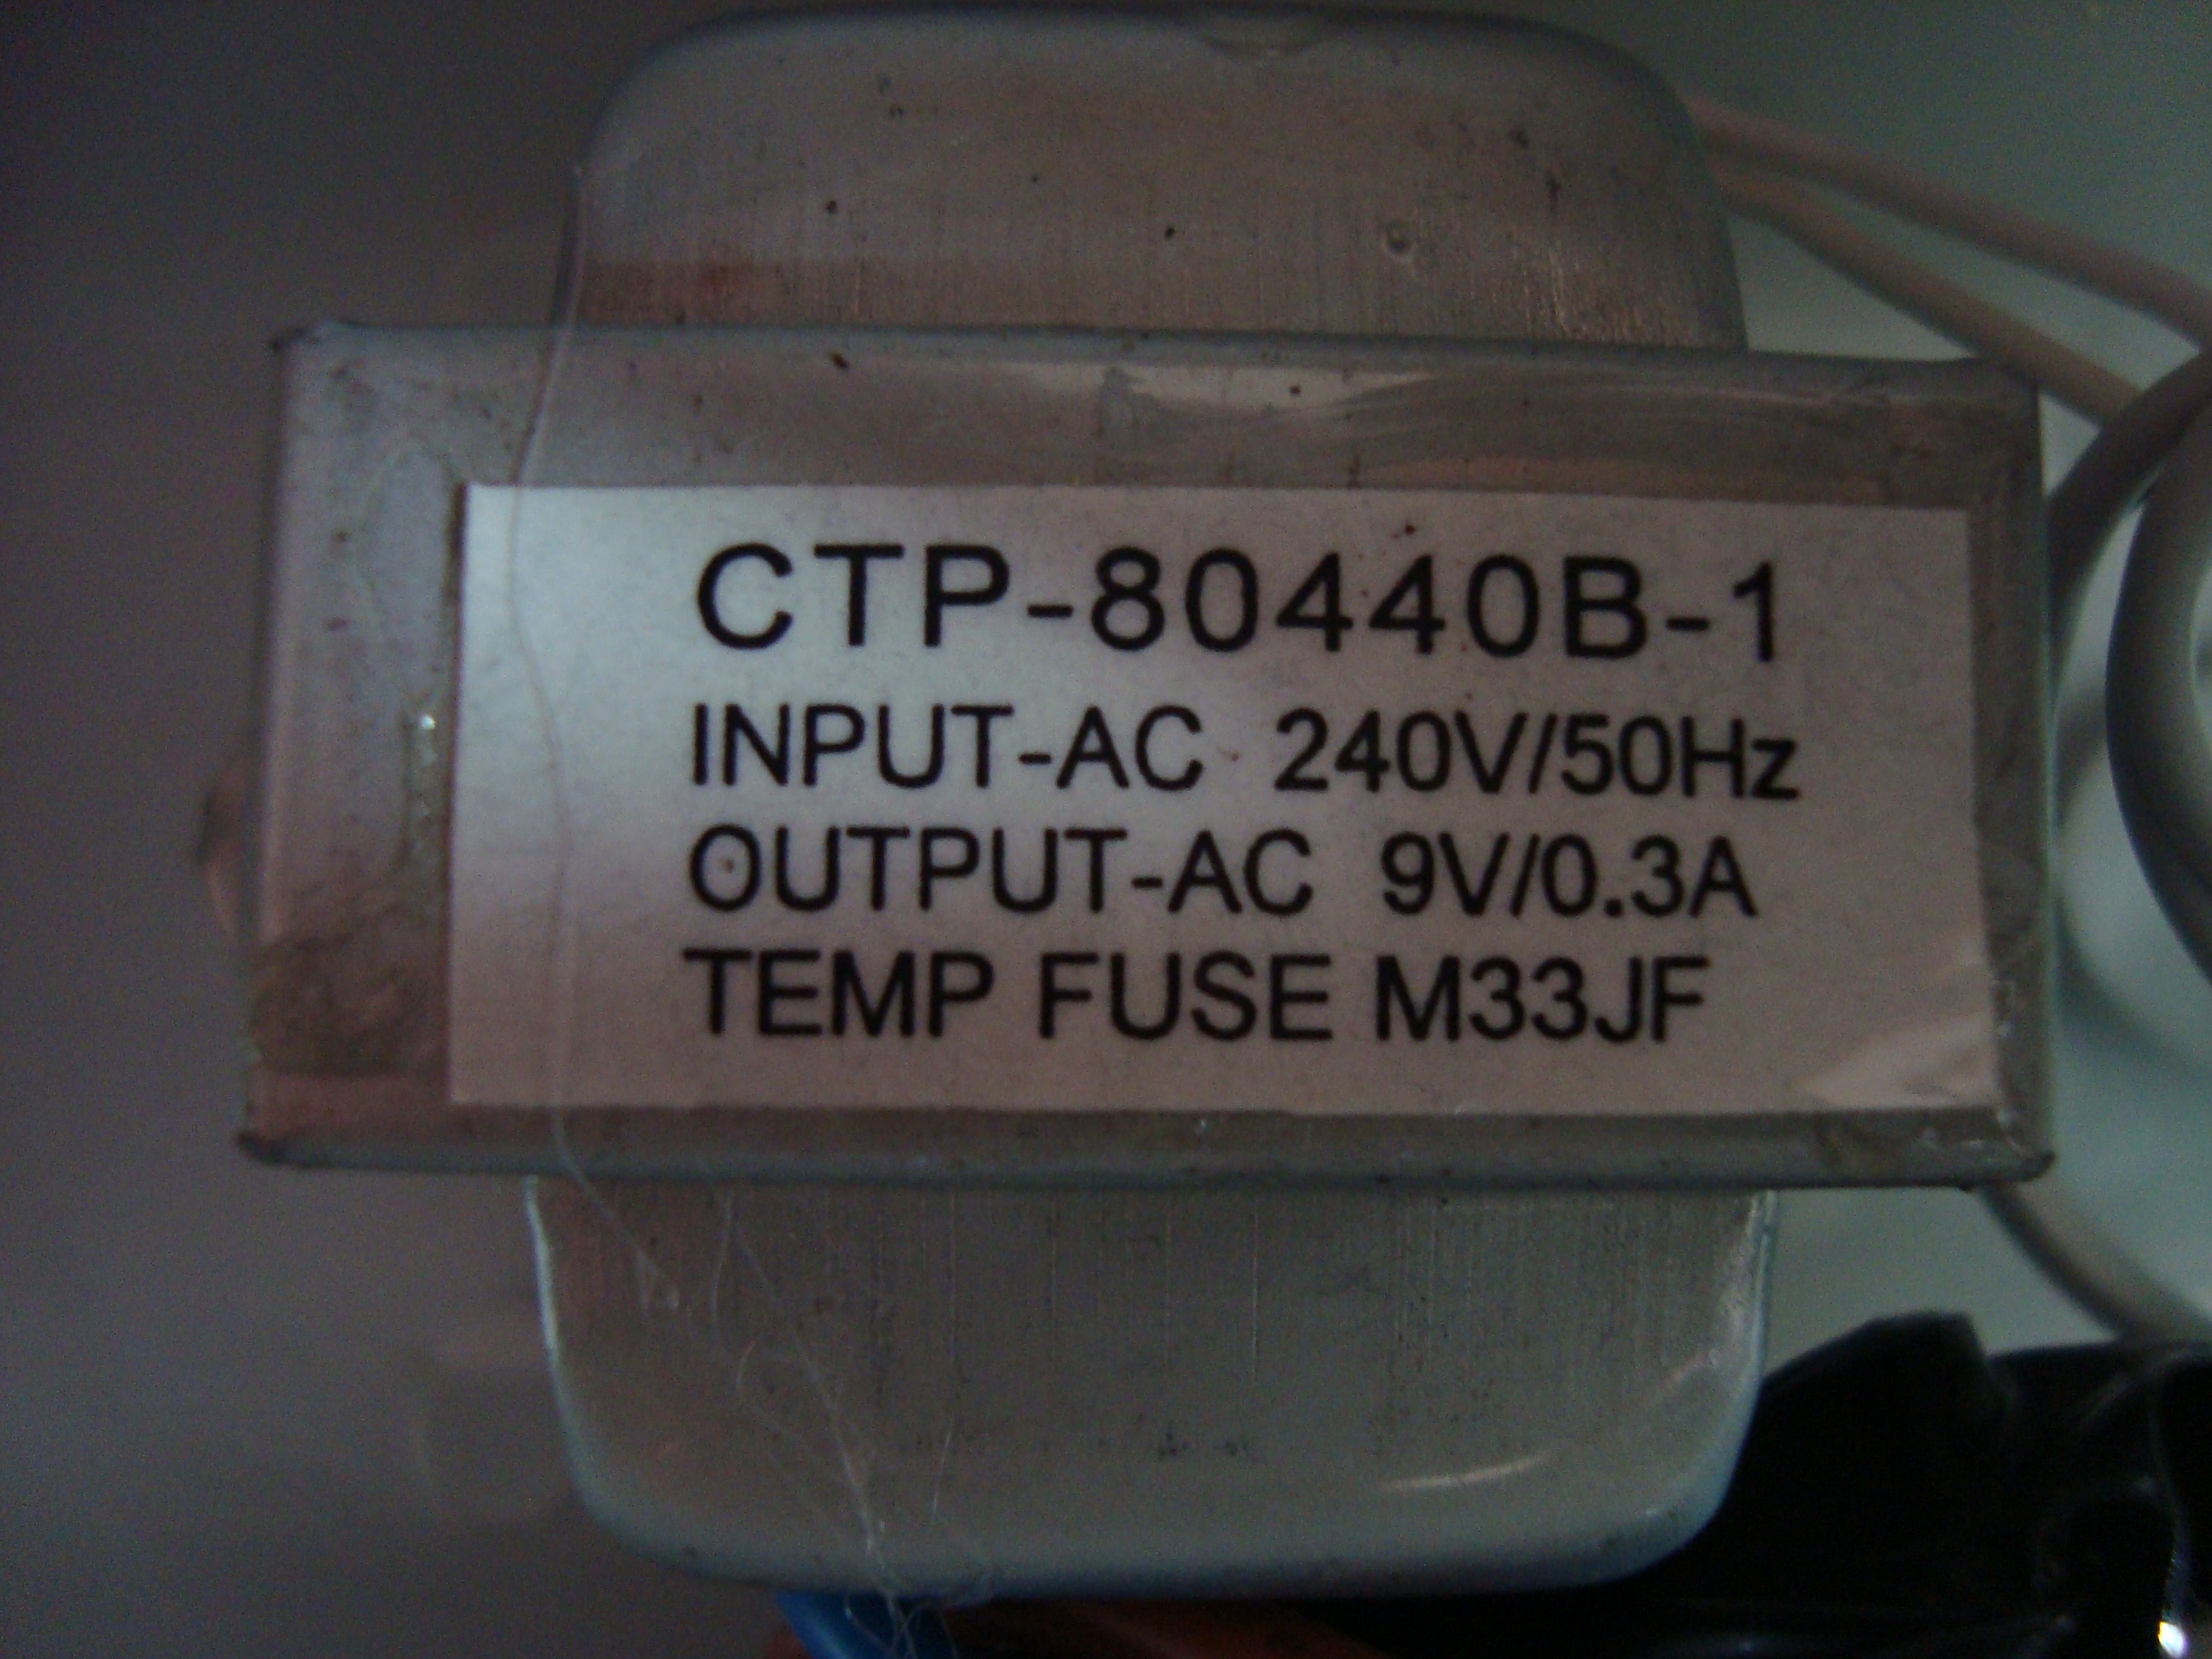 CTP-80440B-1
INPUT-AC 240V/50Hz
OUTPUT-AC 9V/0.3A
TEMP FUSE M33JF